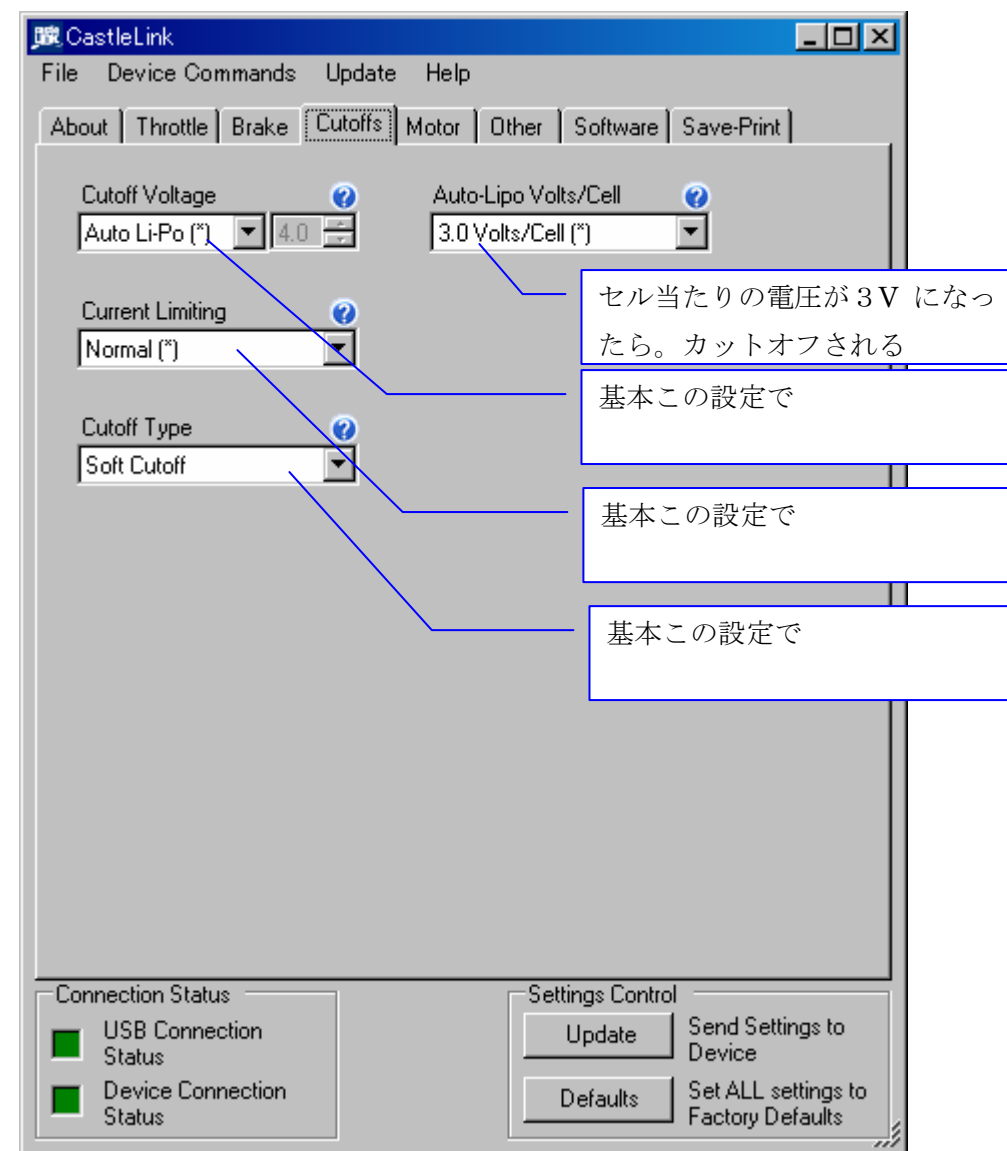 CastleLink
File Device Commands Update Help
About Throttle Brake Cutoffs Motor Other Software Save-Print
Cutoff Voltage
Auto Li-Po (*) 4.0
Auto-Lipo Volts/Cell
3.0 Volts/Cell (*)
セル当たりの電圧が３V になっ
たら。カットオフされる
Current Limiting
Normal (*)
基本この設定で
Cutoff Type
Soft Cutoff
基本この設定で
基本この設定で
Connection Status
USB Connection
Status
Device Connection
Status
Settings Control
Update
Send Settings to
Device
Defaults
Set ALL settings to
Factory Defaults